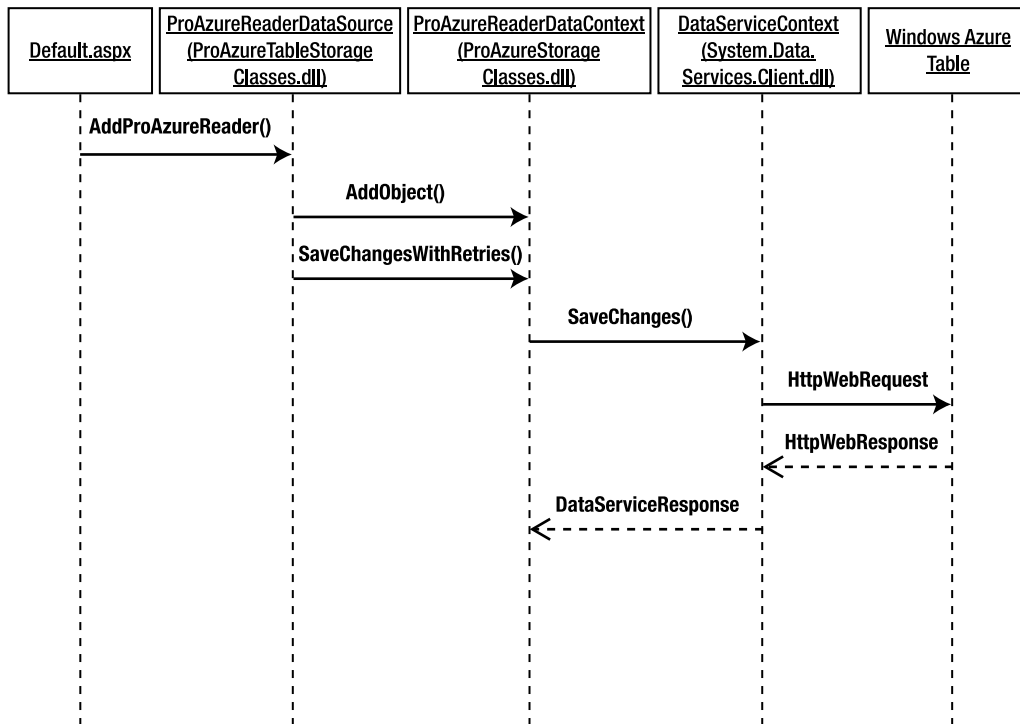 Default.aspx
ProAzureReaderDataSource
(ProAzureTableStorage
Classes.dll)
ProAzureReaderDataContext
(ProAzureStorage
Classes.dll)
DataServiceContext
(System.Data.
Services.Client.dll)
Windows Azure
Table
AddProAzureReader()
AddObject()
SaveChangesWithRetries()
SaveChanges()
HttpWebRequest
HttpWebResponse
DataServiceResponse